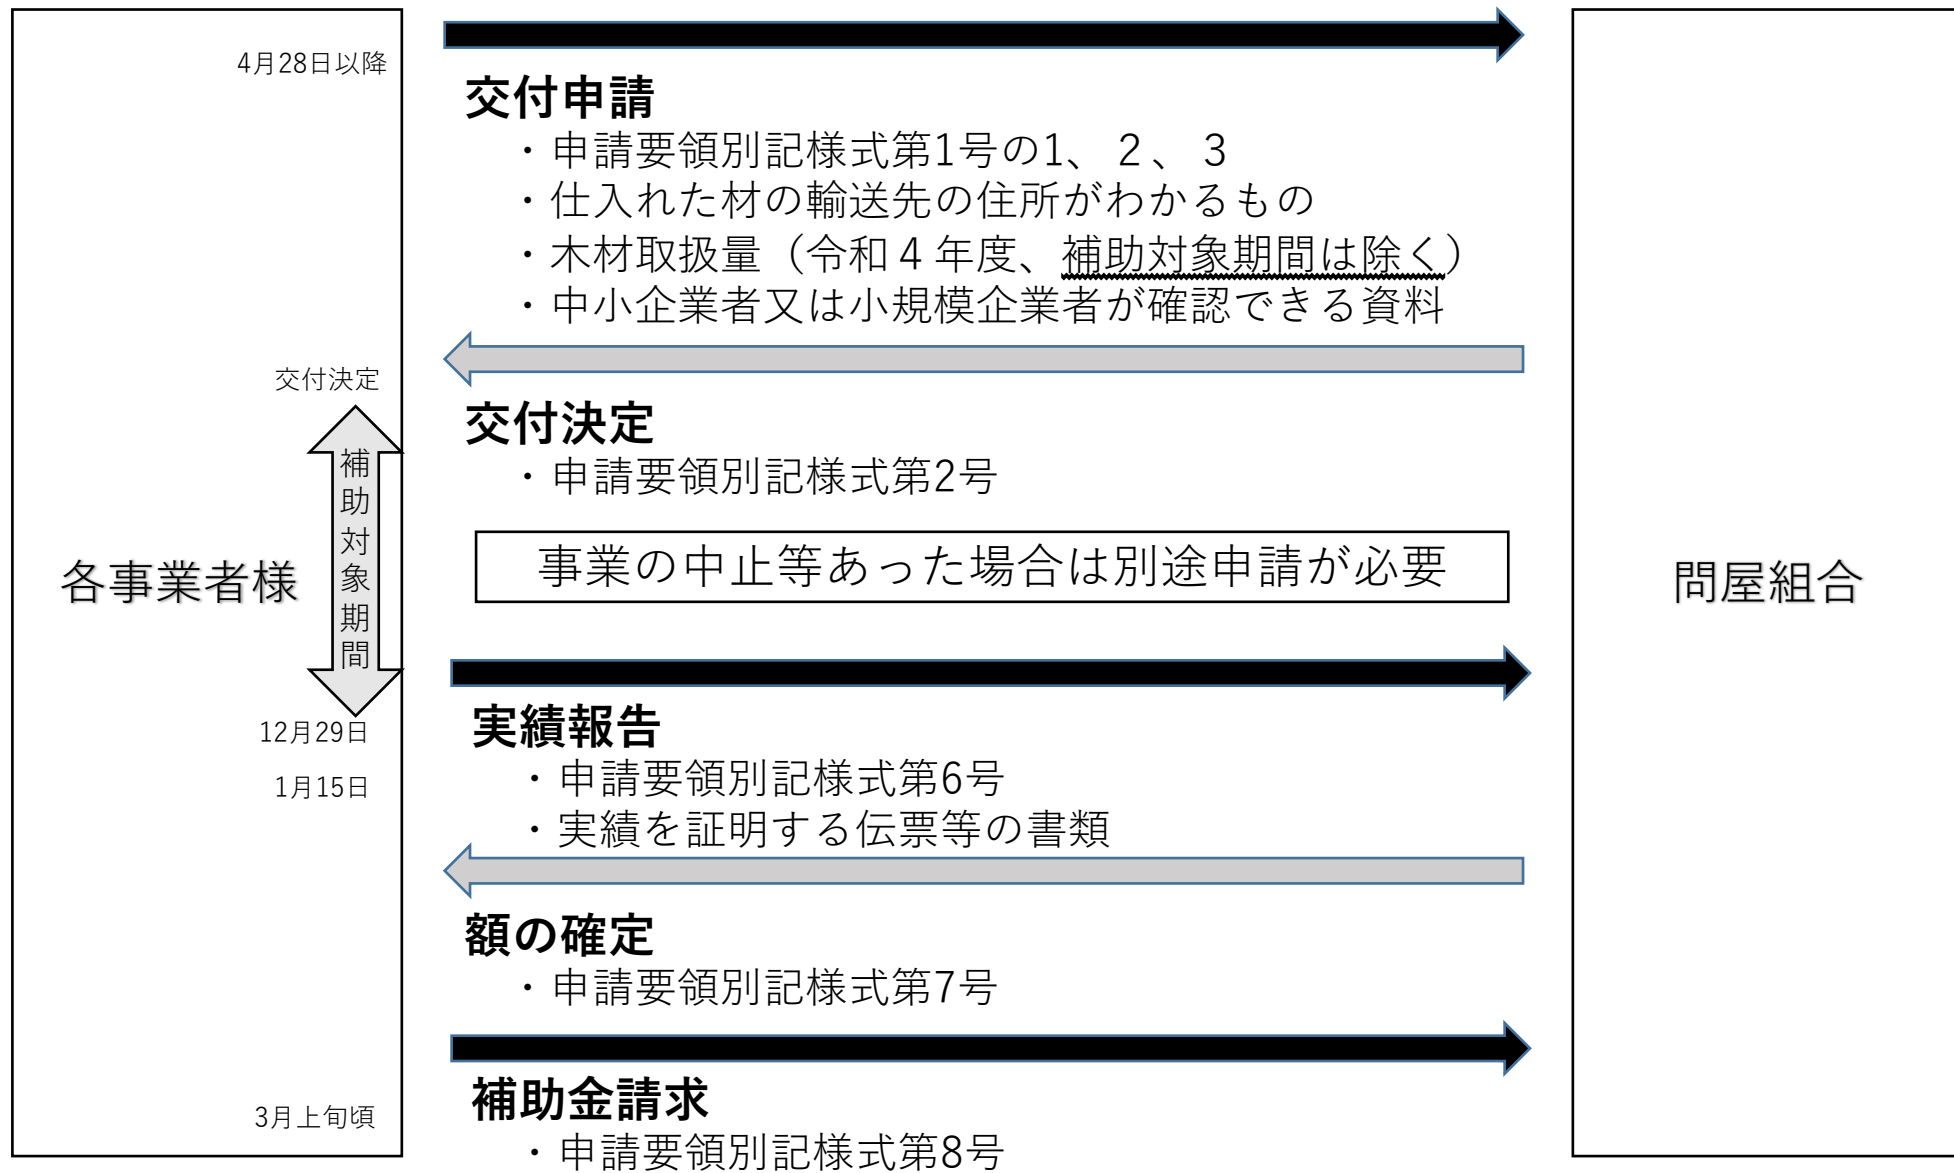 4月28日以降
交付申請
・申請要領別記様式第1号の1、２、３
・仕入れた材の輸送先の住所がわかるもの
・木材取扱量（令和４年度、補助対象期間は除く）
・中小企業者又は小規模企業者が確認できる資料
交付決定
交付決定
・申請要領別記様式第2号
補助対象期間
事業の中止等あった場合は別途申請が必要
各事業者様
問屋組合
実績報告
12月29日
・申請要領別記様式第6号
1月15日
・実績を証明する伝票等の書類
額の確定
・申請要領別記様式第7号
補助金請求
3月上旬頃
・申請要領別記様式第8号